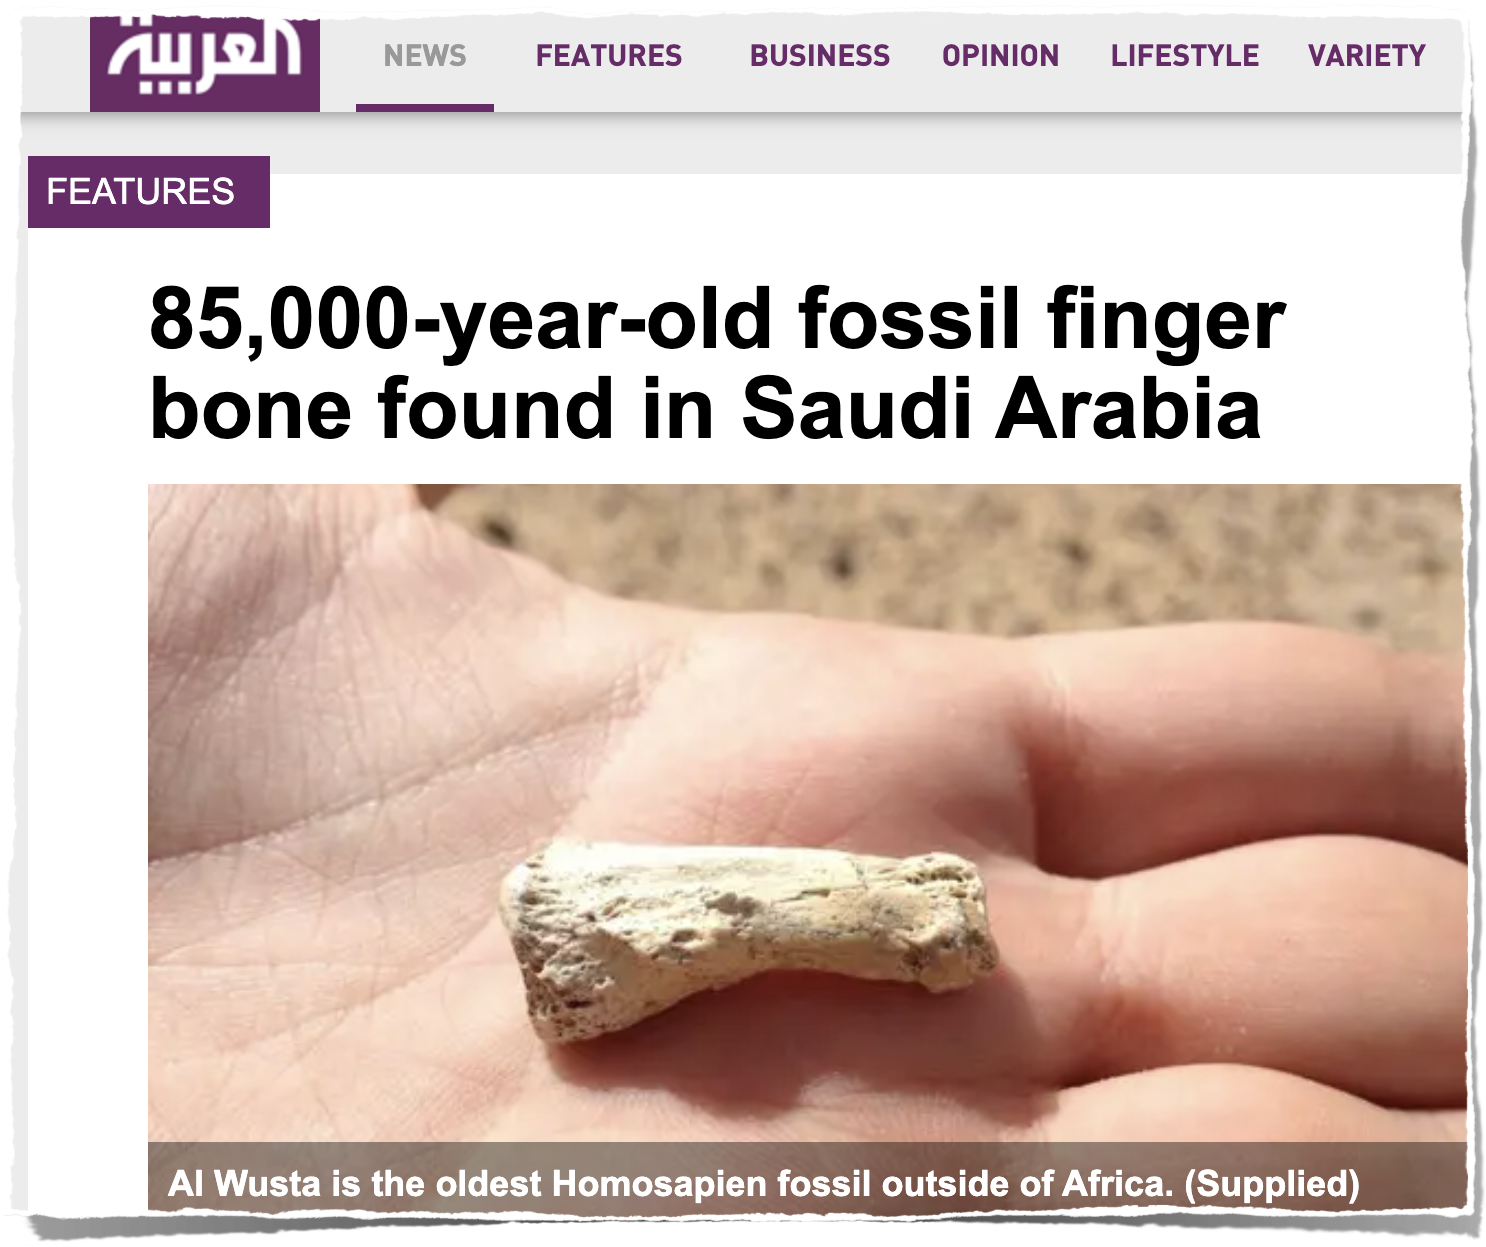 العربية
NEWS FEATURES BUSINESS OPINION LIFESTYLE VARIETY
FEATURES
85,000-year-old fossil finger
bone found in Saudi Arabia
Al Wusta is the oldest Homosapien fossil outside of Africa. (Supplied)